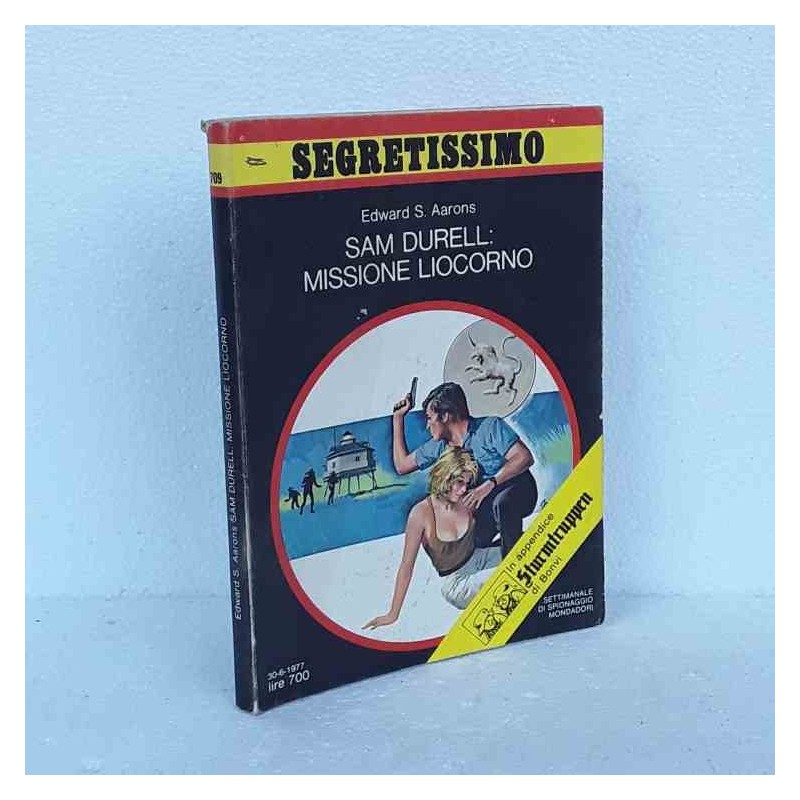 SEGRETISSIMO
Edward S. Aarons
SAM DURELL:
MISSIONE LIOCORNO
In appendice
Sturmtruppen
di Bonvi
SETTIMANALE
DI SPIONAGGIO
MONDADORI
30-6-1977
lire 700
709
Edward S. Aarons SAM DURELL: MISSIONE LIOCORNO